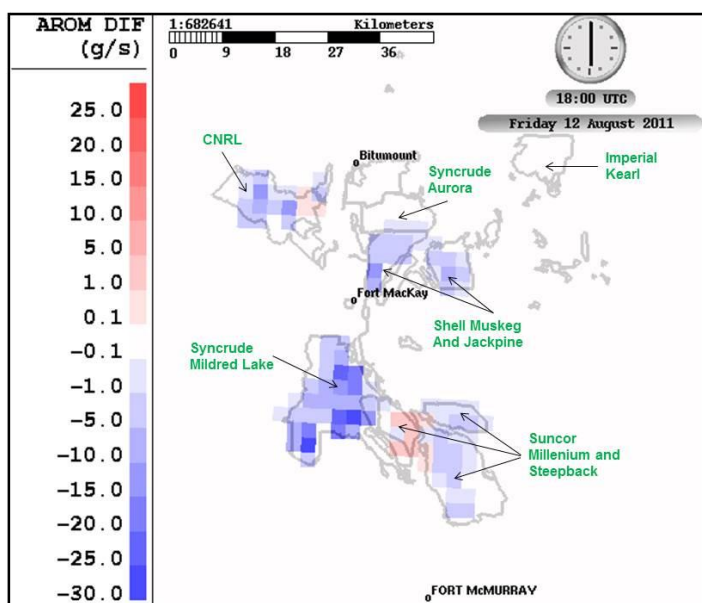 AROM DIF
(g/s)
25.0
20.0
15.0
10.0
5.0
1.0
0.1
-0.1
-1.0
-5.0
-10.0
-15.0
-20.0
-25.0
-30.0
1:682641 Kilometers
0 9 18 27 36
18:00 UTC
Friday 12 August 2011
CNRL
Bitumount
Syncrude
Aurora
Imperial
Kearl
Fort MacKay
Shell Muskeg
And Jackpine
Syncrude
Mildred Lake
Suncor
Millenium and
Steepback
FORT McMURRAY